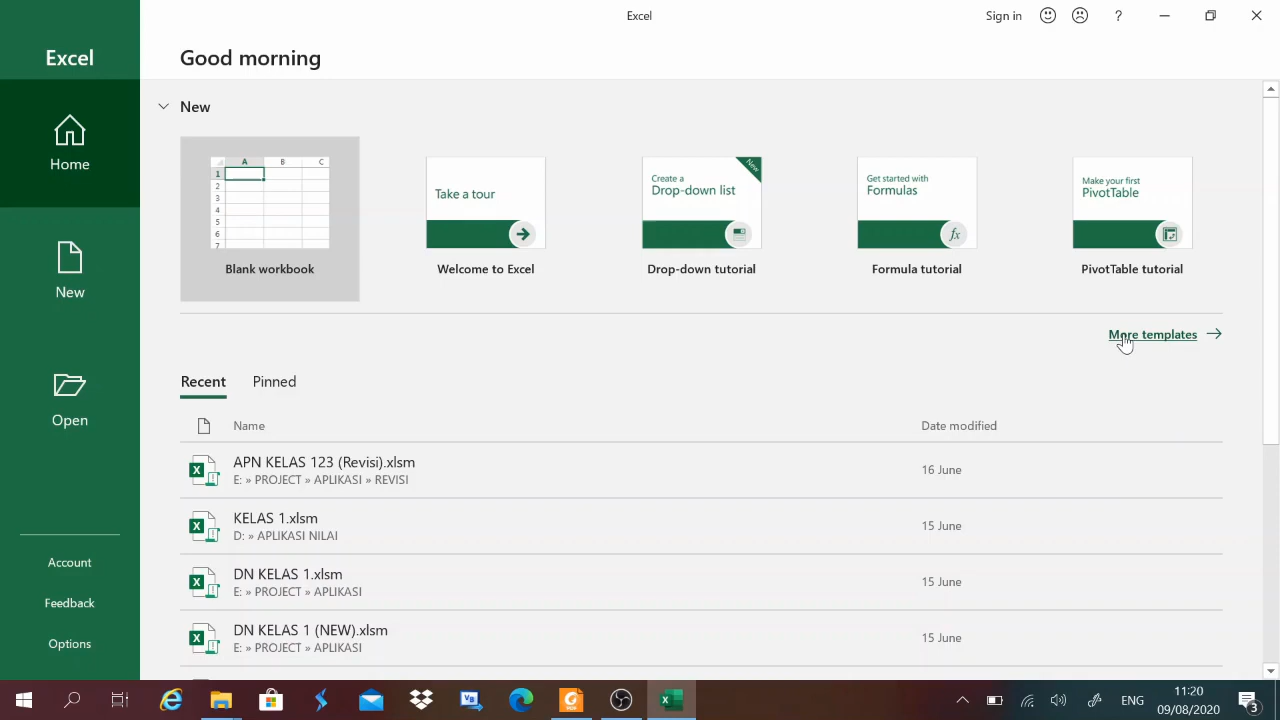 Excel
Sign in
?
Excel
Good morning
Home
New
Open
Account
Feedback
Options
New
A B C
1
2
3
4
5
6
7
Blank workbook
Take a tour
Welcome to Excel
Create a
Drop-down list
New
Drop-down tutorial
Get started with
Formulas
fx
Formula tutorial
Make your first
PivotTable
PivotTable tutorial
More templates
Recent Pinned
Name Date modified
APN KELAS 123 (Revisi).xlsm 16 June
E: » PROJECT » APLIKASI » REVISI
KELAS 1.xlsm 15 June
D: » APLIKASI NILAI
DN KELAS 1.xlsm 15 June
E: » PROJECT » APLIKASI
DN KELAS 1 (NEW).xlsm 15 June
E: » PROJECT » APLIKASI
ENG
11:20
09/08/2020
3